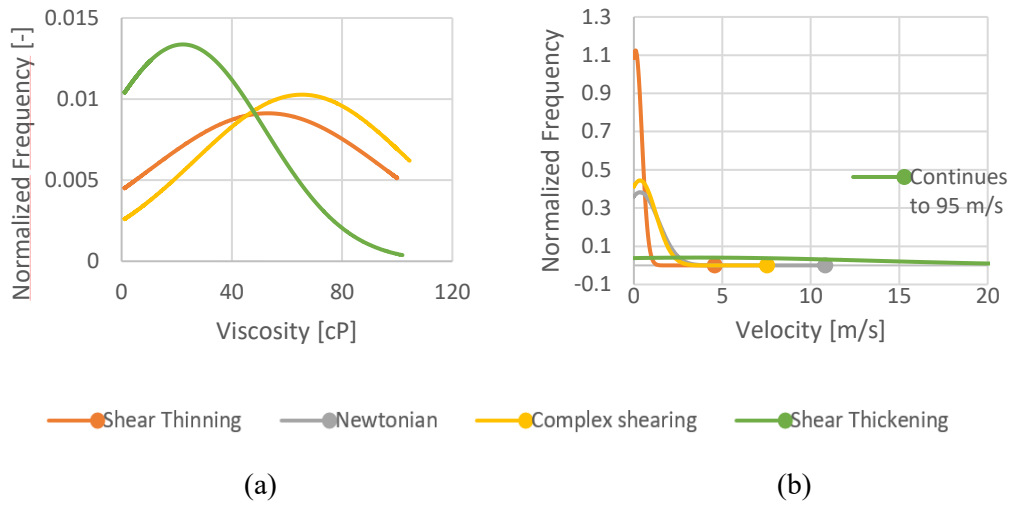 Normalized Frequency [-]
0.015
0.01
0.005
0
0
40
80
120
Viscosity [cP]
Normalized Frequency
1.3
1.1
0.9
0.7
0.5
0.3
0.1
-0.1
0
5
10
15
20
Velocity [m/s]
Continues
to 95 m/s
Shear Thinning
Newtonian
Complex shearing
Shear Thickening
(a)
(b)